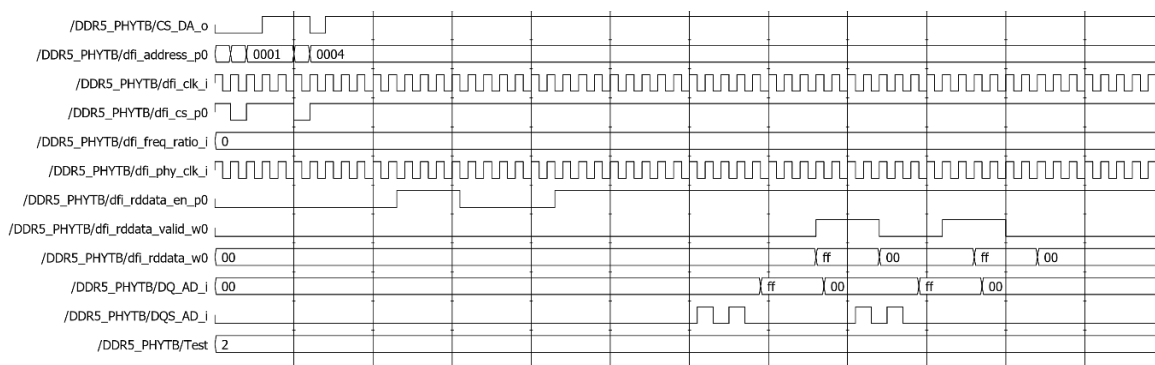 /DDR5_PHYTB/CS_DA_o
/DDR5_PHYTB/dfi_address_p0 0001 0004
/DDR5_PHYTB/dfi_clk_i
/DDR5_PHYTB/dfi_cs_p0
/DDR5_PHYTB/dfi_freq_ratio_i 0
/DDR5_PHYTB/dfi_phy_clk_i
/DDR5_PHYTB/dfi_rddata_en_p0
/DDR5_PHYTB/dfi_rddata_valid_w0
/DDR5_PHYTB/dfi_rddata_w0 00 ff 00 ff 00
/DDR5_PHYTB/DQ_AD_i 00 ff 00 ff 00
/DDR5_PHYTB/DQS_AD_i
/DDR5_PHYTB/Test 2